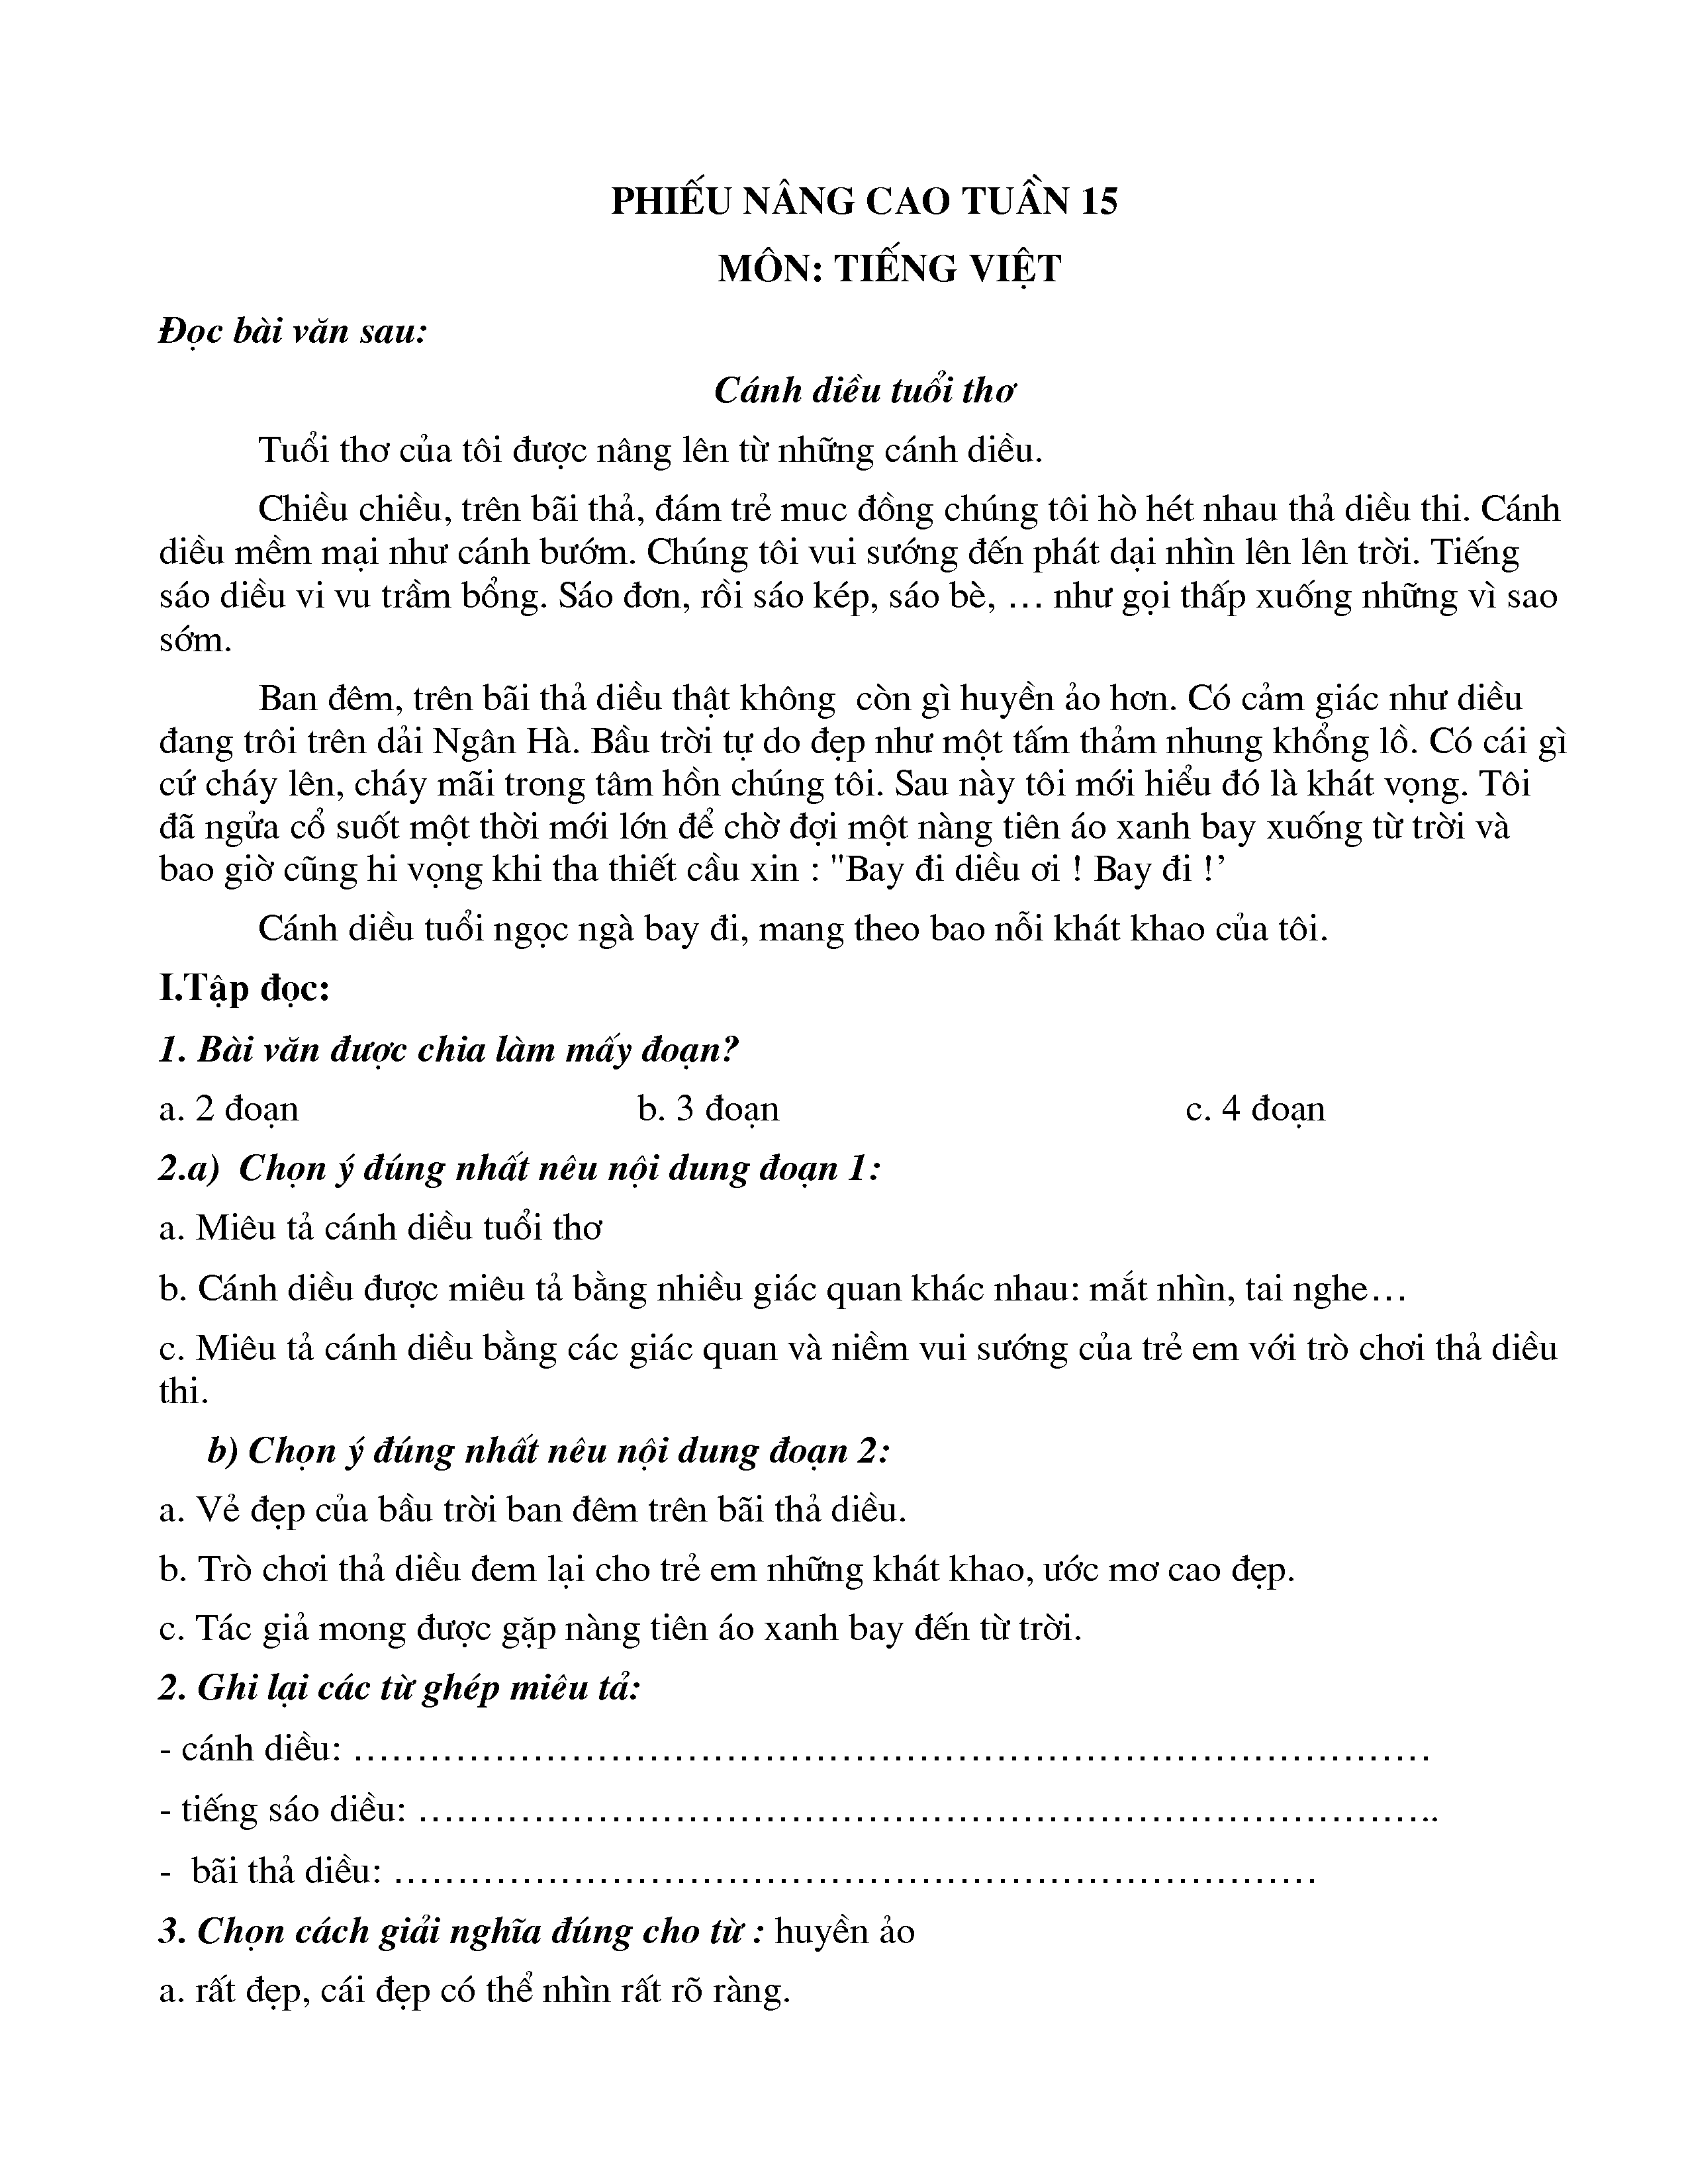 PHIẾU NÂNG CAO TUẦN 15
MÔN: TIẾNG VIỆT
Đọc bài văn sau:
Cánh diều tuổi thơ
Tuổi thơ của tôi được nâng lên từ những cánh diều.
Chiều chiều, trên bãi thả, đám trẻ muc đồng chúng tôi hò hét nhau thả diều thi. Cánh
diều mềm mại như cánh bướm. Chúng tôi vui sướng đến phát dại nhìn lên lên trời. Tiếng
sáo diều vi vu trầm bổng. Sáo đơn, rồi sáo kép, sáo bè, … như gọi thấp xuống những vì sao
sớm.
Ban đêm, trên bãi thả diều thật không  còn gì huyền ảo hơn. Có cảm giác như diều
đang trôi trên dải Ngân Hà. Bầu trời tự do đẹp như một tấm thảm nhung khổng lồ. Có cái gì
cứ cháy lên, cháy mãi trong tâm hồn chúng tôi. Sau này tôi mới hiểu đó là khát vọng. Tôi
đã ngửa cổ suốt một thời mới lớn để chờ đợi một nàng tiên áo xanh bay xuống từ trời và
bao giờ cũng hi vọng khi tha thiết cầu xin : "Bay đi diều ơi ! Bay đi !’
Cánh diều tuổi ngọc ngà bay đi, mang theo bao nỗi khát khao của tôi.
I.Tập đọc:
1. Bài văn được chia làm mấy đoạn?
a. 2 đoạn b. 3 đoạn c. 4 đoạn
2.a)  Chọn ý đúng nhất nêu nội dung đoạn 1:
a. Miêu tả cánh diều tuổi thơ
b. Cánh diều được miêu tả bằng nhiều giác quan khác nhau: mắt nhìn, tai nghe…
c. Miêu tả cánh diều bằng các giác quan và niềm vui sướng của trẻ em với trò chơi thả diều
thi.
b) Chọn ý đúng nhất nêu nội dung đoạn 2:
a. Vẻ đẹp của bầu trời ban đêm trên bãi thả diều.
b. Trò chơi thả diều đem lại cho trẻ em những khát khao, ước mơ cao đẹp.
c. Tác giả mong được gặp nàng tiên áo xanh bay đến từ trời.
2. Ghi lại các từ ghép miêu tả:
- cánh diều: …………………………………………………………………………
- tiếng sáo diều: ……………………………………………………………………..
-  bãi thả diều: ………………………………………………………………
3. Chọn cách giải nghĩa đúng cho từ : huyền ảo
a. rất đẹp, cái đẹp có thể nhìn rất rõ ràng.